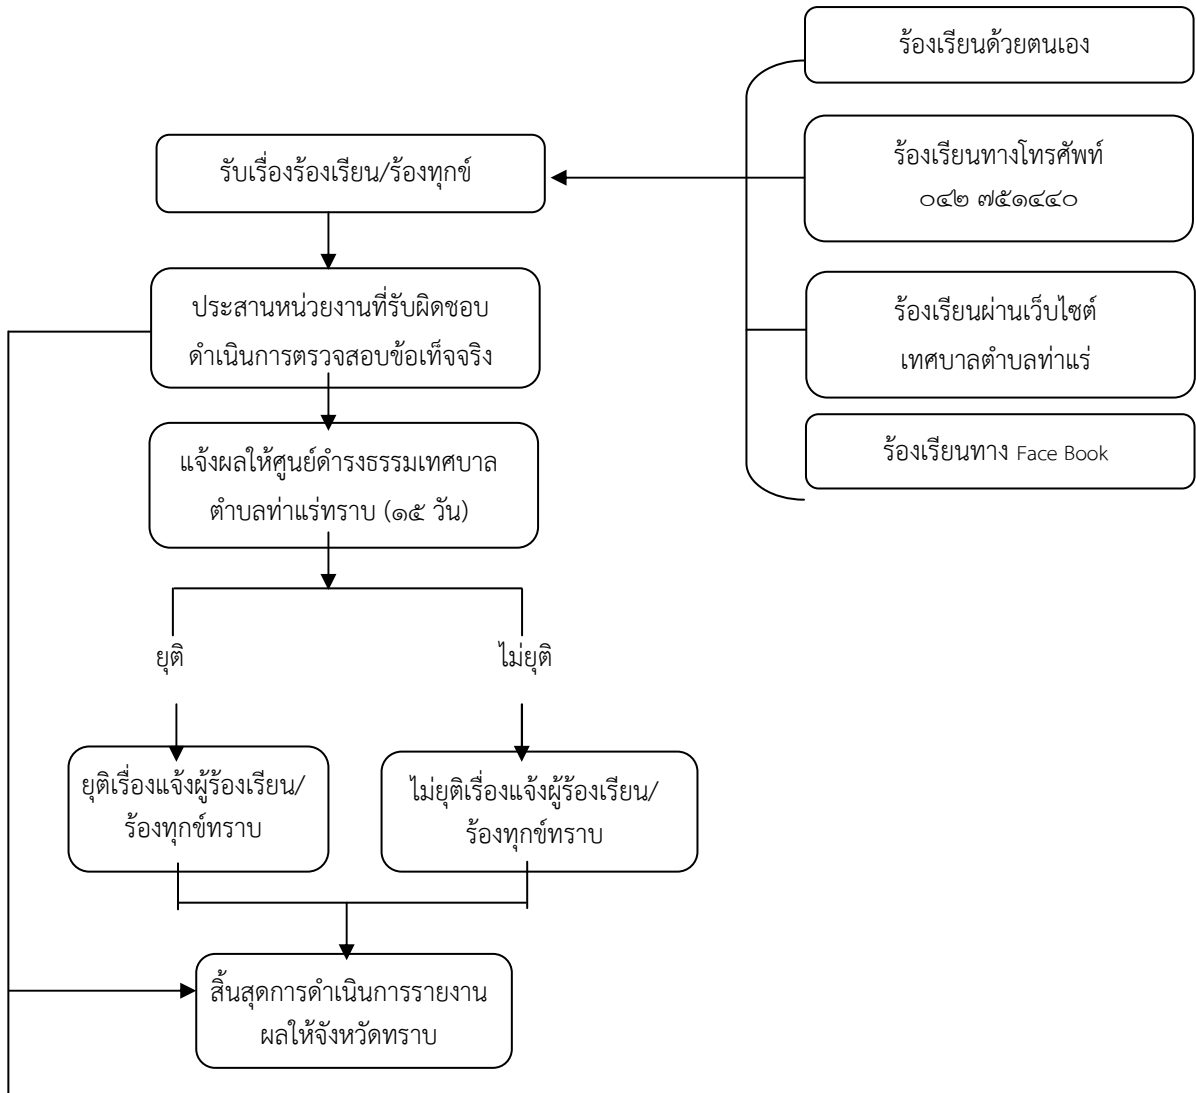 ร้องเรียนด้วยตนเอง
ร้องเรียนทางโทรศัพท์
๐๔๒ ๗๕๑๔๔๐
ร้องเรียนผ่านเว็บไซต์
เทศบาลตำบลท่าแร่
ร้องเรียนทาง Face Book
รับเรื่องร้องเรียน/ร้องทุกข์
ประสานหน่วยงานที่รับผิดชอบ
ดำเนินการตรวจสอบข้อเท็จจริง
แจ้งผลให้ศูนย์ดำรงธรรมเทศบาล
ตำบลท่าแร่ทราบ (๑๕ วัน)
ยุติ
ไม่ยุติ
ยุติเรื่องแจ้งผู้ร้องเรียน/
ร้องทุกข์ทราบ
ไม่ยุติเรื่องแจ้งผู้ร้องเรียน/
ร้องทุกข์ทราบ
สิ้นสุดการดำเนินการรายงาน
ผลให้จังหวัดทราบ